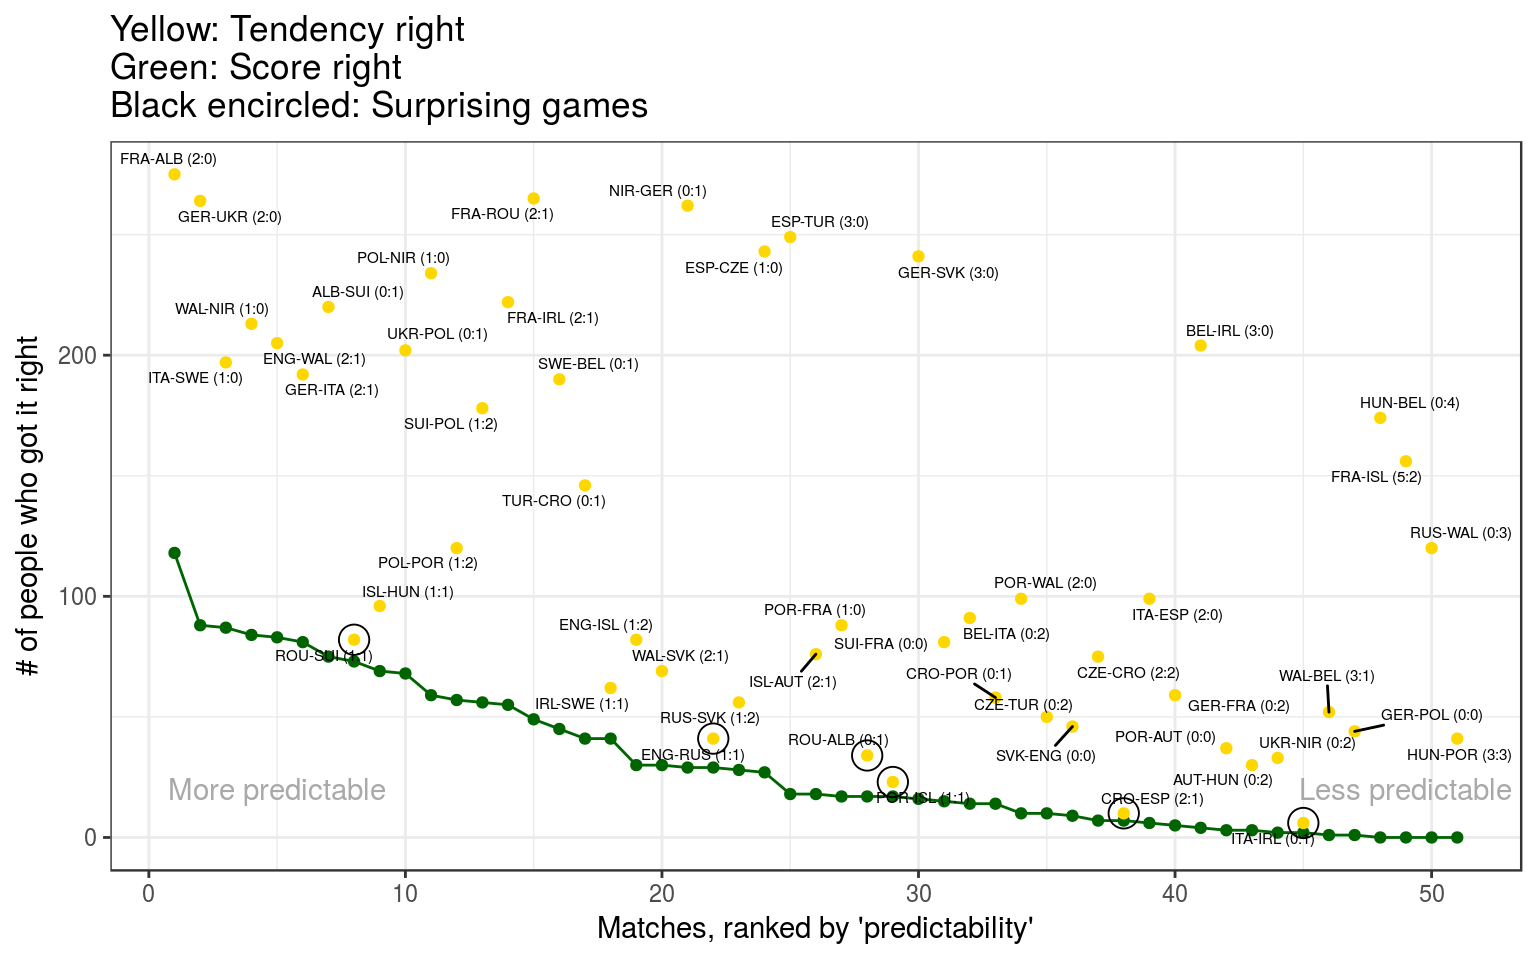 Yellow: Tendency right
Green: Score right
Black encircled: Surprising games
FRA-ALB (2:0)
GER-UKR (2:0)
FRA-ROU (2:1)
NIR-GER (0:1)
ESP-TUR (3:0)
ESP-CZE (1:0)
GER-SVK (3:0)
POL-NIR (1:0)
ALB-SUI (0:1)
WAL-NIR (1:0)
FRA-IRL (2:1)
UKR-POL (0:1)
BEL-IRL (3:0)
ENG-WAL (2:1)
SWE-BEL (0:1)
ITA-SWE (1:0)
GER-ITA (2:1)
HUN-BEL (0:4)
SUI-POL (1:2)
FRA-ISL (5:2)
TUR-CRO (0:1)
RUS-WAL (0:3)
POL-POR (1:2)
ISL-HUN (1:1)
POR-WAL (2:0)
POR-FRA (1:0)
ITA-ESP (2:0)
ENG-ISL (1:2)
BEL-ITA (0:2)
SUI-FRA (0:0)
ROU-SUI (1:1)
WAL-SVK (2:1)
CRO-POR (0:1)
CZE-CRO (2:2)
WAL-BEL (3:1)
ISL-AUT (2:1)
IRL-SWE (1:1)
CZE-TUR (0:2)
GER-FRA (0:2)
RUS-SVK (1:2)
GER-POL (0:0)
ROU-ALB (0:1)
POR-AUT (0:0)
UKR-NIR (0:2)
ENG-RUS (1:1)
SVK-ENG (0:0)
HUN-POR (3:3)
AUT-HUN (0:2)
More predictable
Less predictable
POR-ISL (1:1)
CRO-ESP (2:1)
ITA-IRL (0:1)
200
100
0
# of people who got it right
0 10 20 30 40 50
Matches, ranked by 'predictability'